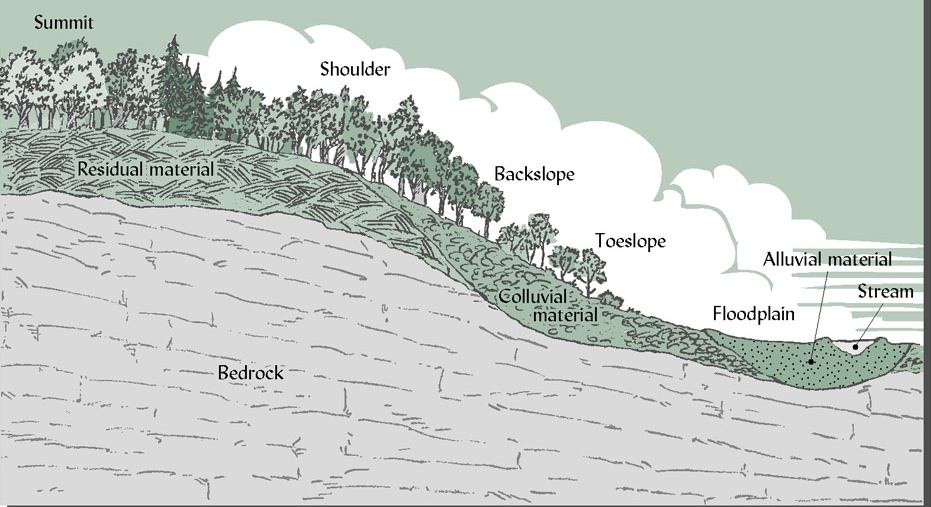 Summit
Shoulder
Residual material
Backslope
Toeslope
Alluvial material
Stream
Colluvial
material
Floodplain
Bedrock